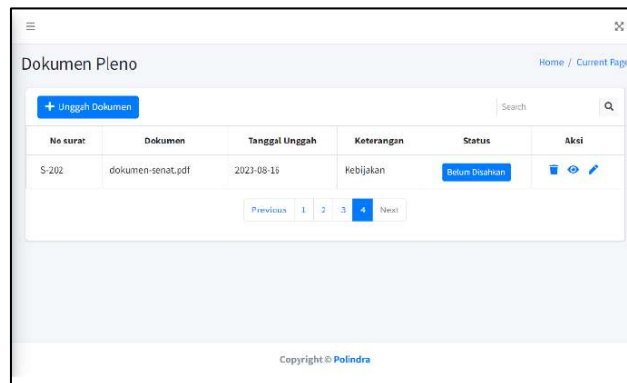 Dokumen Pleno
Home / Current Page
+ Unggah Dokumen
Search
No surat Dokumen Tanggal Unggah Keterangan Status Aksi
S-202 dokumen-senat.pdf 2023-08-16 Kebijakan Belum Disahkan
Previous 1 2 3 4 Next
Copyright © Polindra